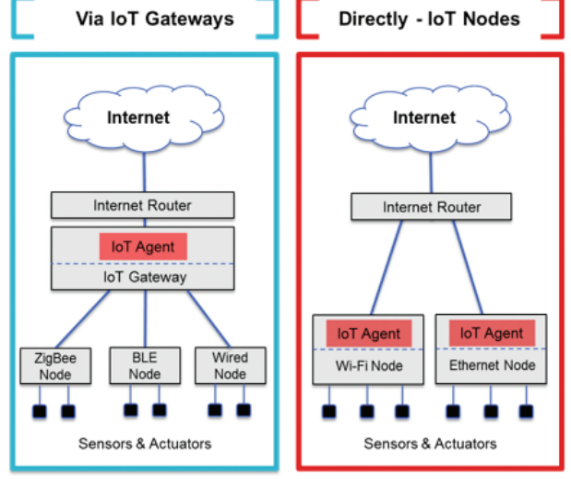 Via IoT Gateways
Internet
Internet Router
IoT Agent
IoT Gateway
ZigBee
Node
BLE
Node
Wired
Node
Sensors & Actuators
Directly - IoT Nodes
Internet
Internet Router
IoT Agent
Wi-Fi Node
IoT Agent
Ethernet Node
Sensors & Actuators